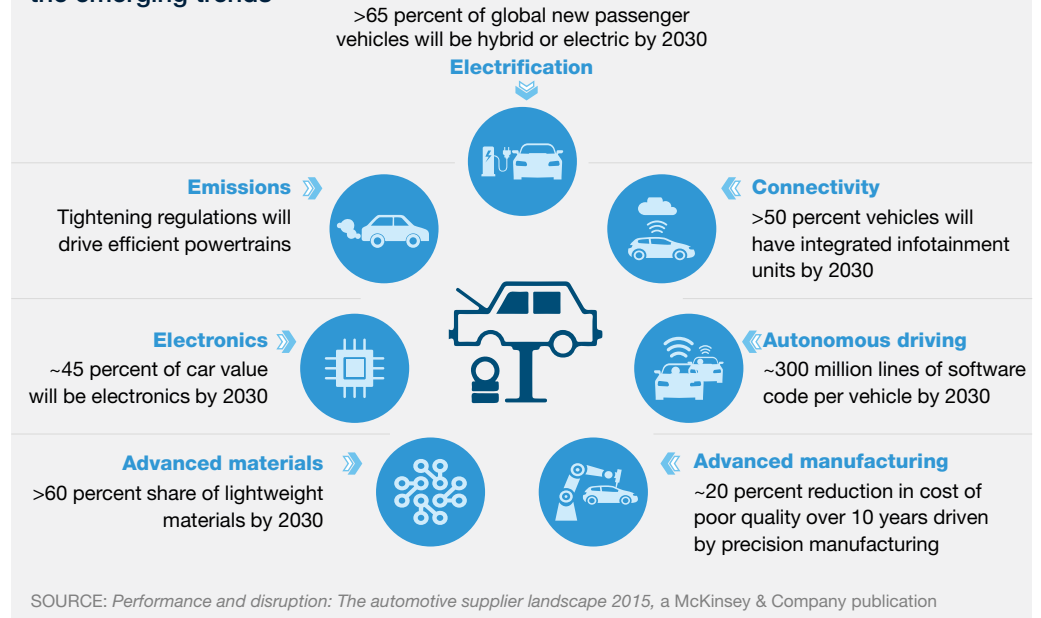 the emerging trends
>65 percent of global new passenger
vehicles will be hybrid or electric by 2030
Electrification
Emissions
Tightening regulations will
drive efficient powertrains
Connectivity
>50 percent vehicles will
have integrated infotainment
units by 2030
Electronics
~45 percent of car value
will be electronics by 2030
Autonomous driving
~300 million lines of software
code per vehicle by 2030
Advanced materials
>60 percent share of lightweight
materials by 2030
Advanced manufacturing
~20 percent reduction in cost of
poor quality over 10 years driven
by precision manufacturing
SOURCE: Performance and disruption: The automotive supplier landscape 2015, a McKinsey & Company publication